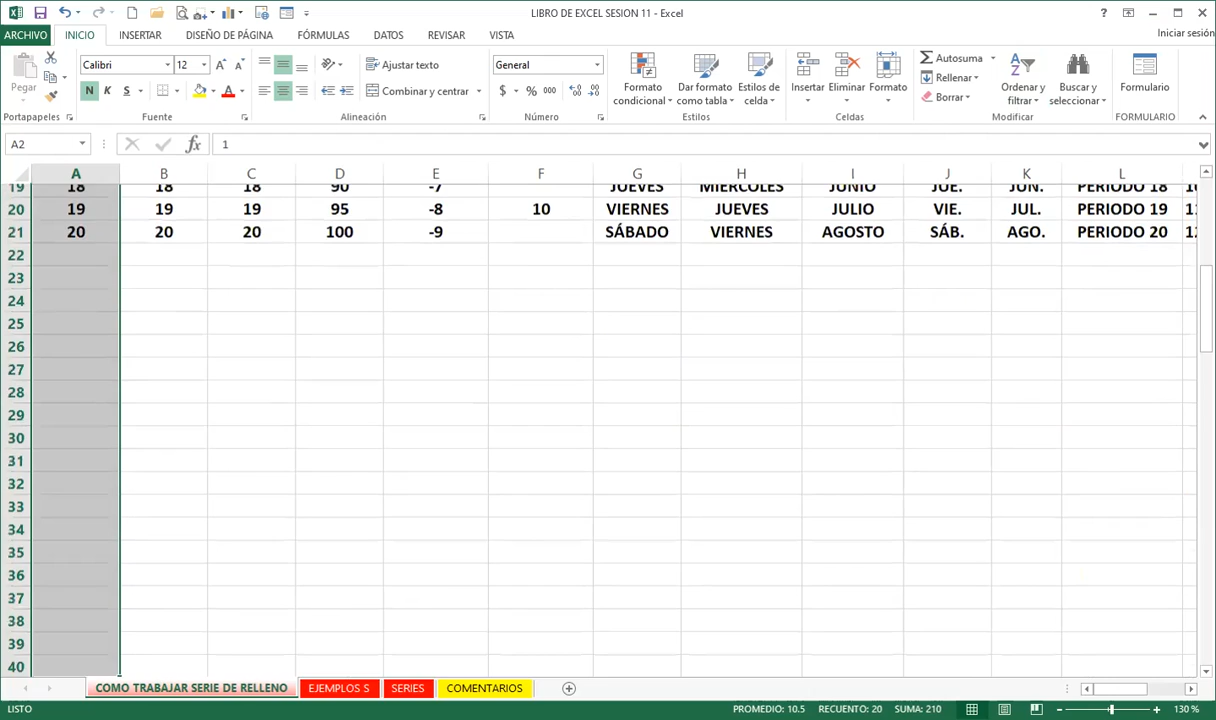 LIBRO DE EXCEL SESION 11 - Excel
?
ARCHIVO INICIO INSERTAR DISEÑO DE PÁGINA FÓRMULAS DATOS REVISAR VISTA
Iniciar sesión
Pegar
Calibri 12
N K S
Ajustar texto
Combinar y centrar
General
$ % 000
Formato condicional
Dar formato como tabla
Estilos de celda
Insertar
Eliminar
Formato
Autosuma
Rellenar
Borrar
Ordenar y filtrar
Buscar y seleccionar
Formulario
Portapapeles Fuente Alineación Número Estilos Celdas Modificar FORMULARIO
A2 fx 1
A B C D E F G H I J K L
19 18 18 18 90 -7 JUEVES MIÉRCOLES JUNIO JUE. JUN. PERIODO 18
20 19 19 19 95 -8 10 VIERNES JUEVES JULIO VIE. JUL. PERIODO 19
21 20 20 20 100 -9 SÁBADO VIERNES AGOSTO SÁB. AGO. PERIODO 20
22
23
24
25
26
27
28
29
30
31
32
33
34
35
36
37
38
39
40
COMO TRABAJAR SERIE DE RELLENO EJEMPLOS S SERIES COMENTARIOS
LISTO PROMEDIO: 10.5 RECUENTO: 20 SUMA: 210 130 %